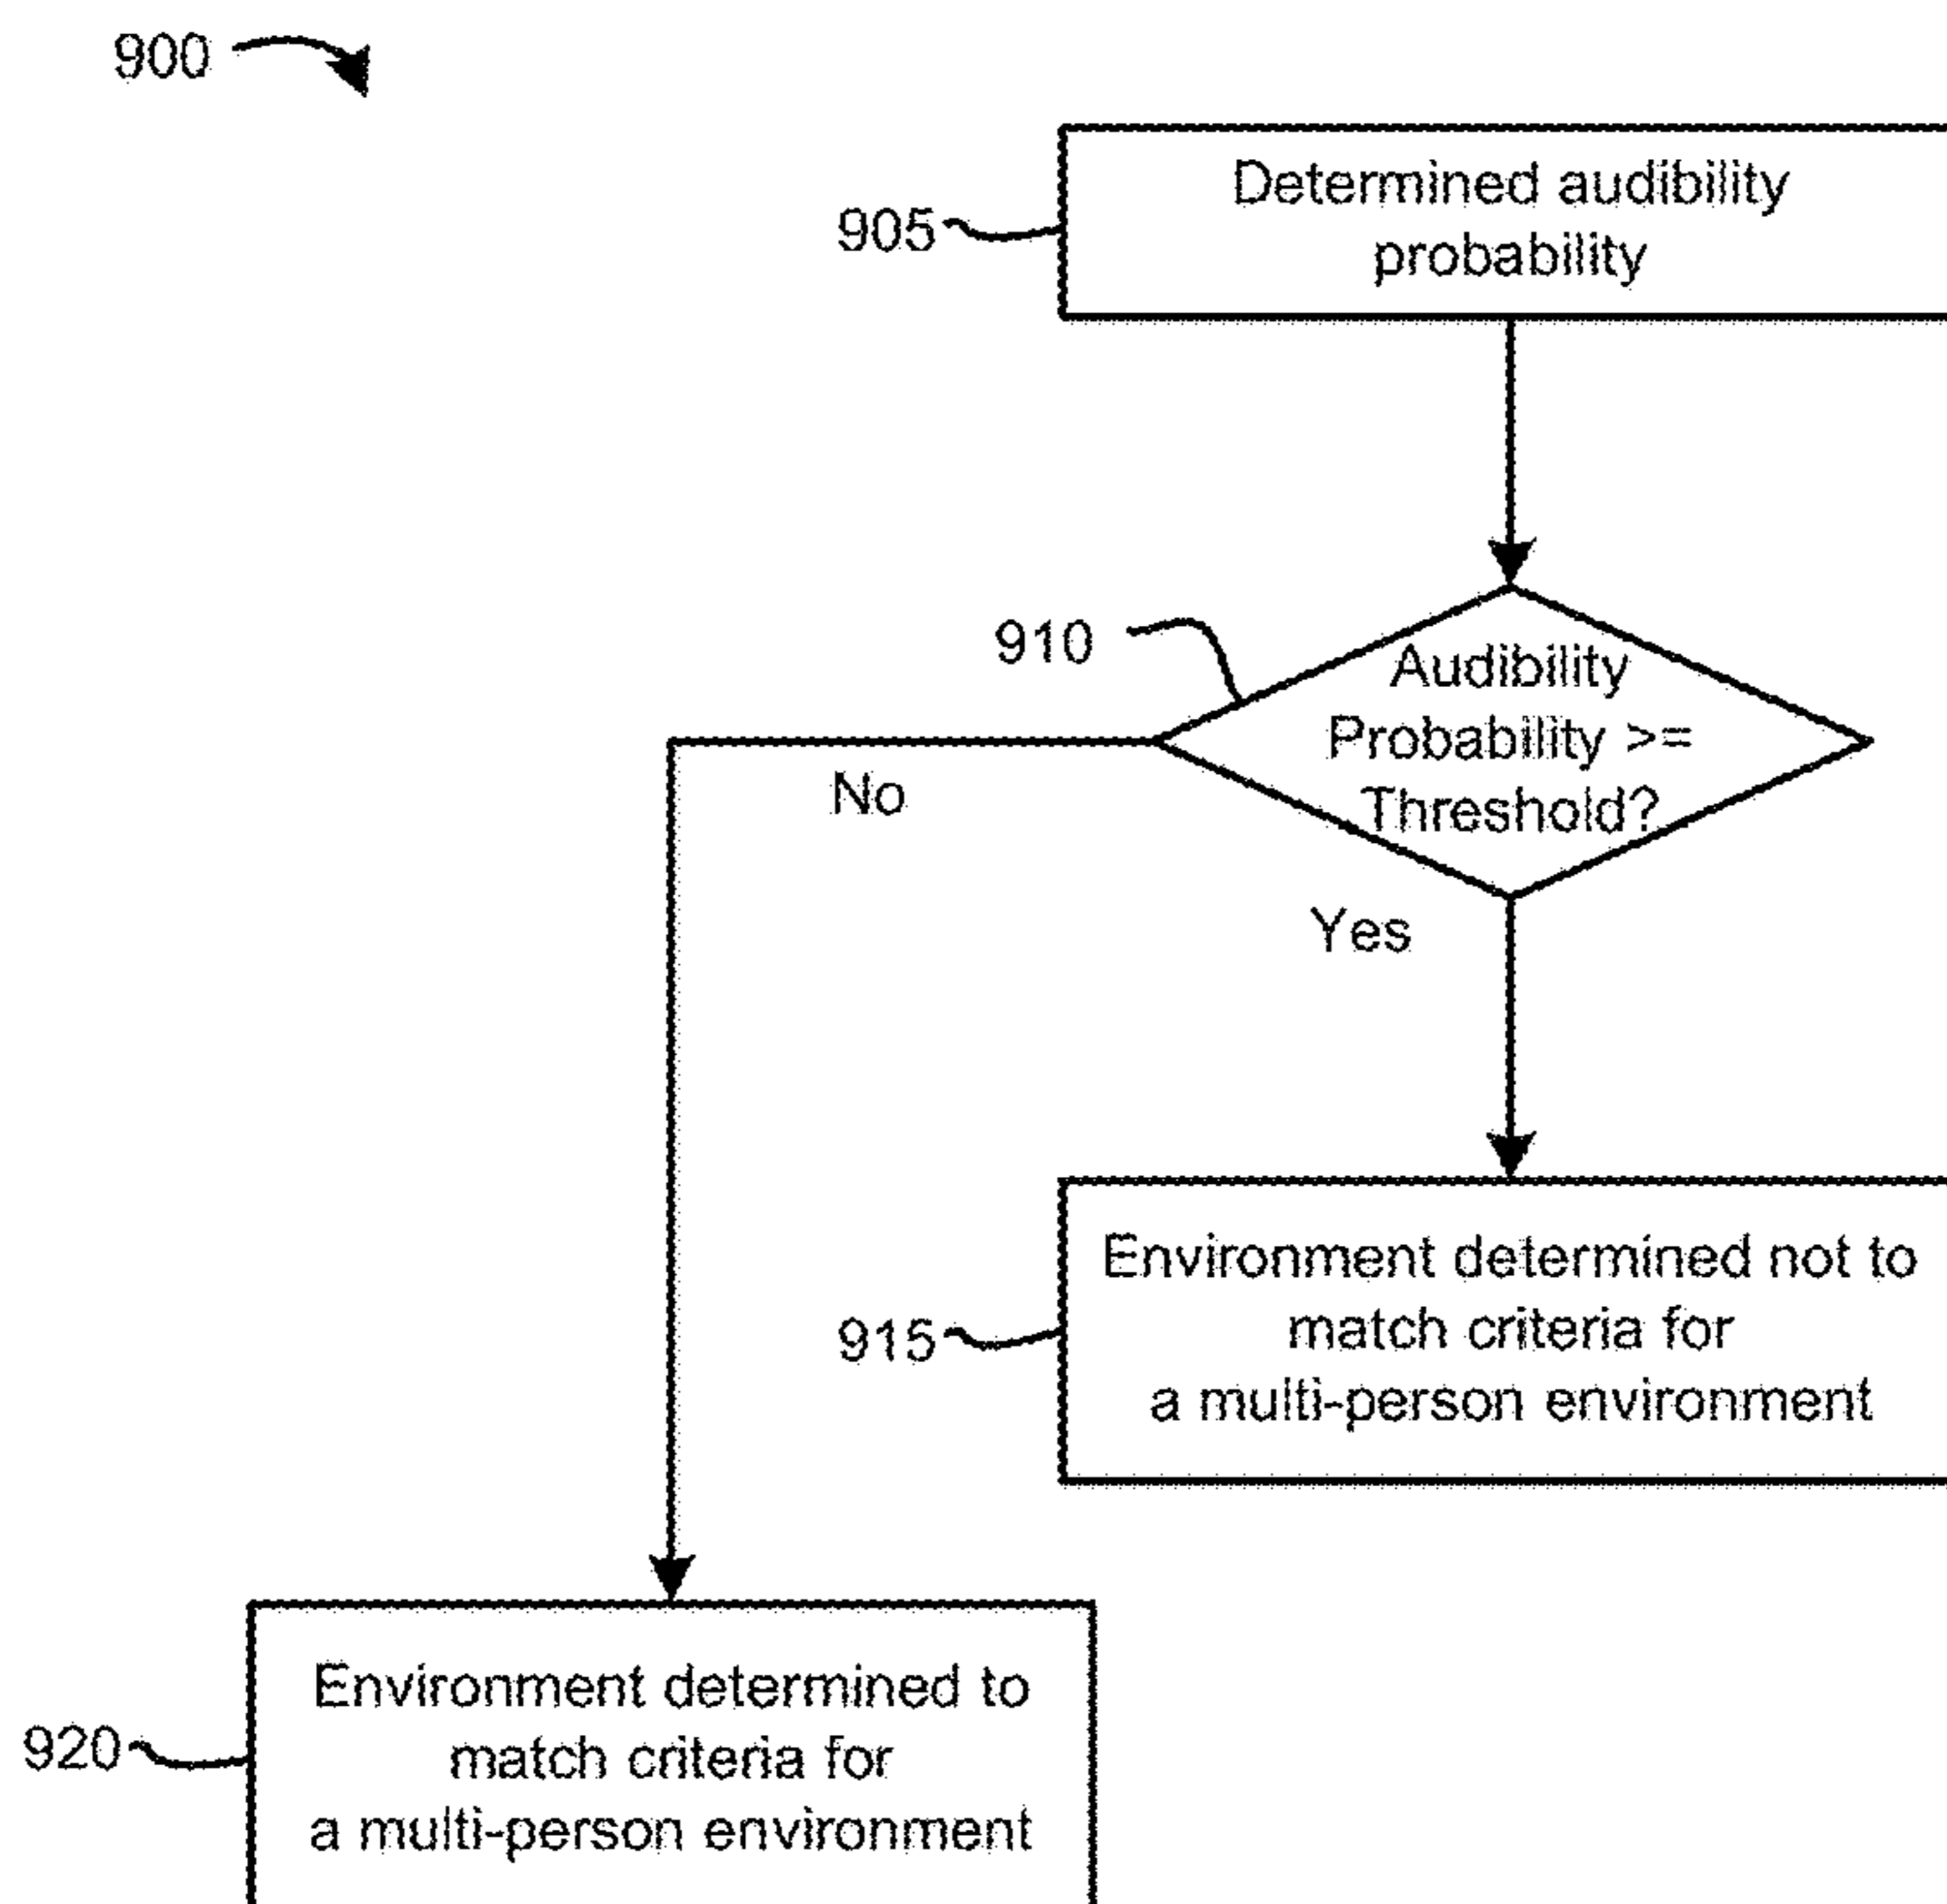 900
Determined audibility
probability
905
910
Audibility
Probability >=
Threshold?
No
Yes
Environment determined not to
match criteria for
a multi-person environment
915
Environment determined to
match criteria for
a multi-person environment
920